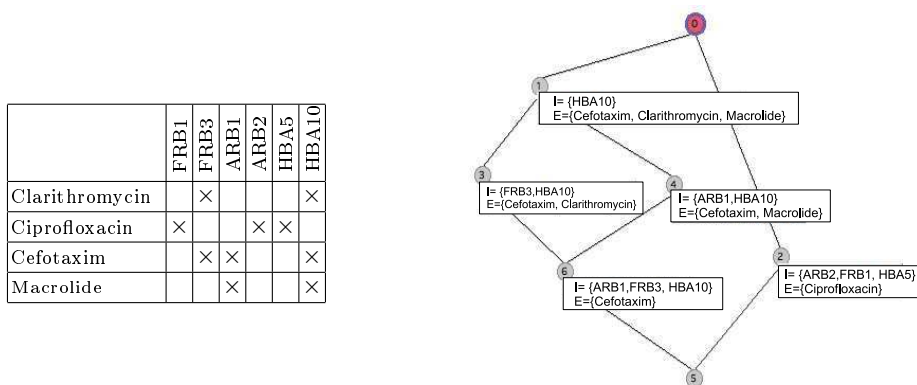 FRB1 FRB3 ARB1 ARB2 HBA5 HBA10
Clarithromycin × ×
Ciprofloxacin × × ×
Cefotaxim × × ×
Macrolide × ×
0
1
I= {HBA10}
E={Cefotaxim, Clarithromycin, Macrolide}
3
I= {FRB3,HBA10}
E={Cefotaxim, Clarithromycin}
4
I= {ARB1,HBA10}
E={Cefotaxim, Macrolide}
6
I= {ARB1,FRB3, HBA10}
E={Cefotaxim}
2
I= {ARB2,FRB1, HBA5}
E={Ciprofloxacin}
5